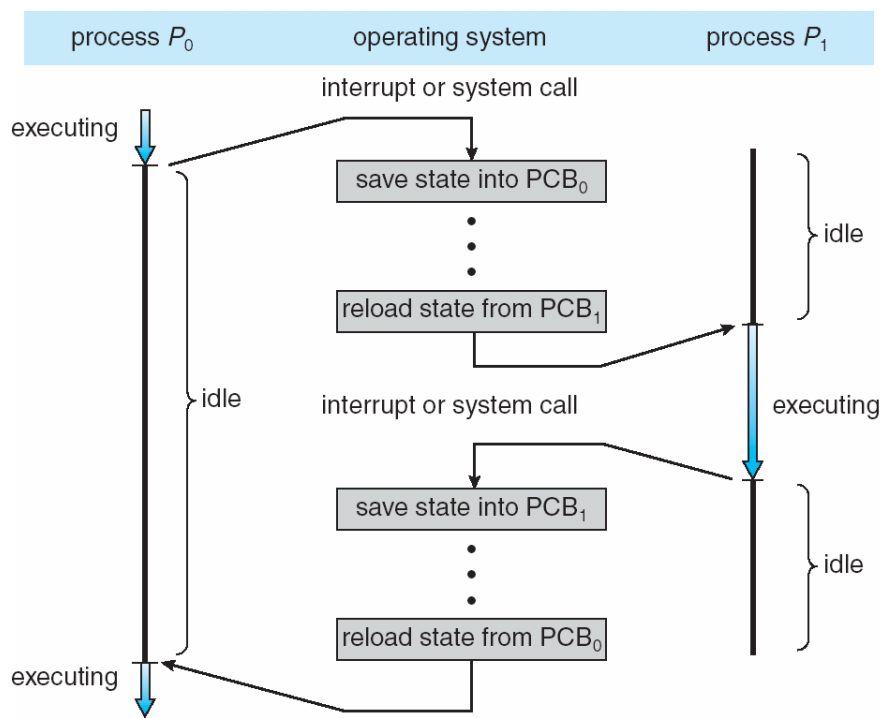 process P0 operating system process P1
interrupt or system call
executing
save state into PCB0
idle
reload state from PCB1
idle
interrupt or system call
executing
save state into PCB1
idle
reload state from PCB0
executing